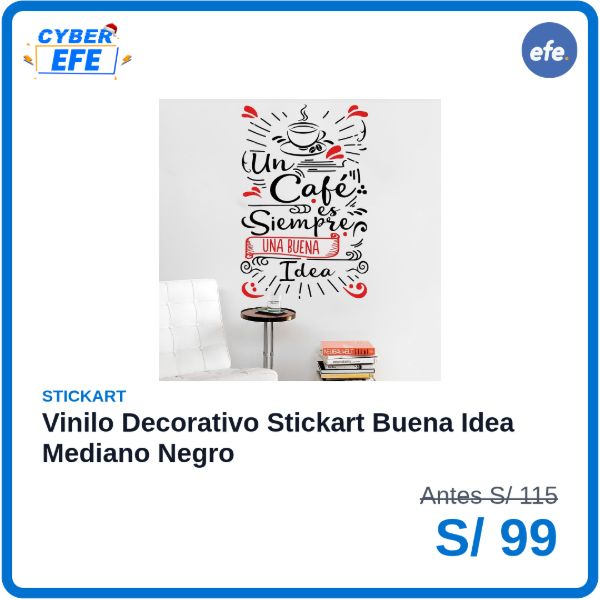 CYBER
EFE
efe.
Un
Café
es
Siempre
UNA BUENA
Idea
STICKART
Vinilo Decorativo Stickart Buena Idea
Mediano Negro
Antes S/ 115
S/ 99